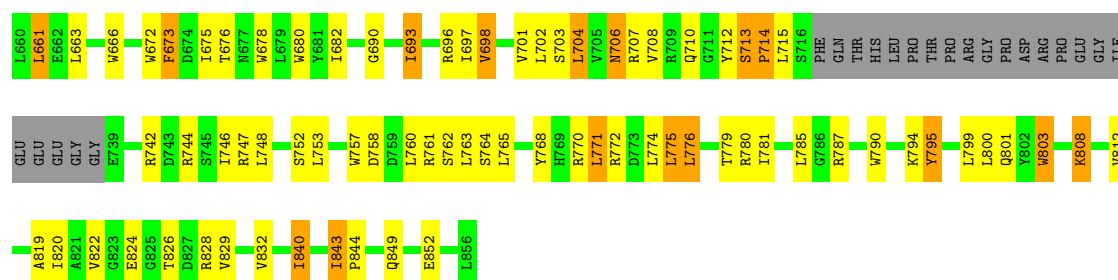 L660 L661 E662 L663 W666 W672 F673 D674 I675 T676 N677 W678 L679 W680 Y681 I682 G690 I693 R696 I697 V698 V701 L702 S703 L704 V705 N706 R707 V708 R709 Q710 G711 Y712 S713 P714 L715 S716 PHE GLN THR HIS LEU PRO THR PRO ARG GLY PRO ASP ARG PRO GLU GLY ILE
GLU GLU GLU GLY GLY E739 R742 D743 R744 S745 I746 R747 L748 S752 L753 W757 D758 H759 L760 R761 S762 L763 S764 L765 Y768 H769 R770 L771 R772 D773 L774 L775 L776 T779 R780 I781 L785 G786 R787 W790 K794 Y795 L799 L800 Q801 Y802 W803 K808
A819 I820 A821 V822 G823 E824 G825 T826 D827 R828 V829 V832 I840 I843 P844 Q849 E852 L856